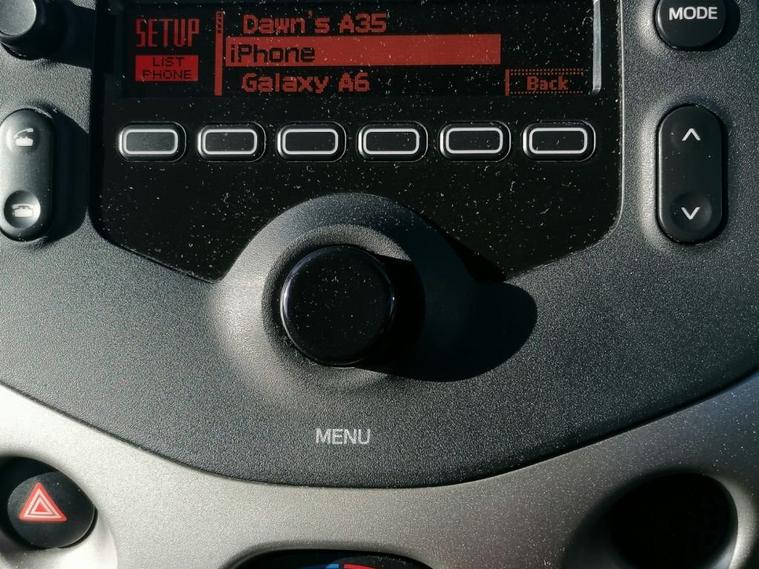 SETUP
LIST
PHONE
Dawn's A35
iPhone
Galaxy A6
Back
MODE
MENU